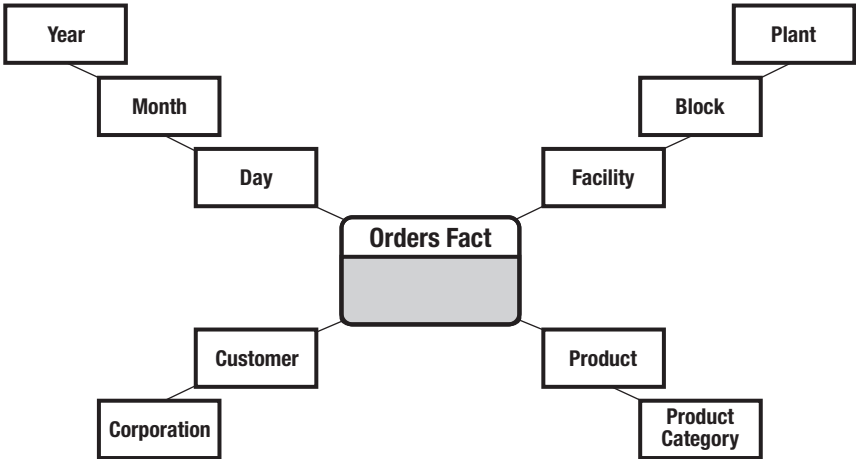 Year
Plant
Month
Block
Day
Facility
Orders Fact
Customer
Product
Corporation
Product
Category